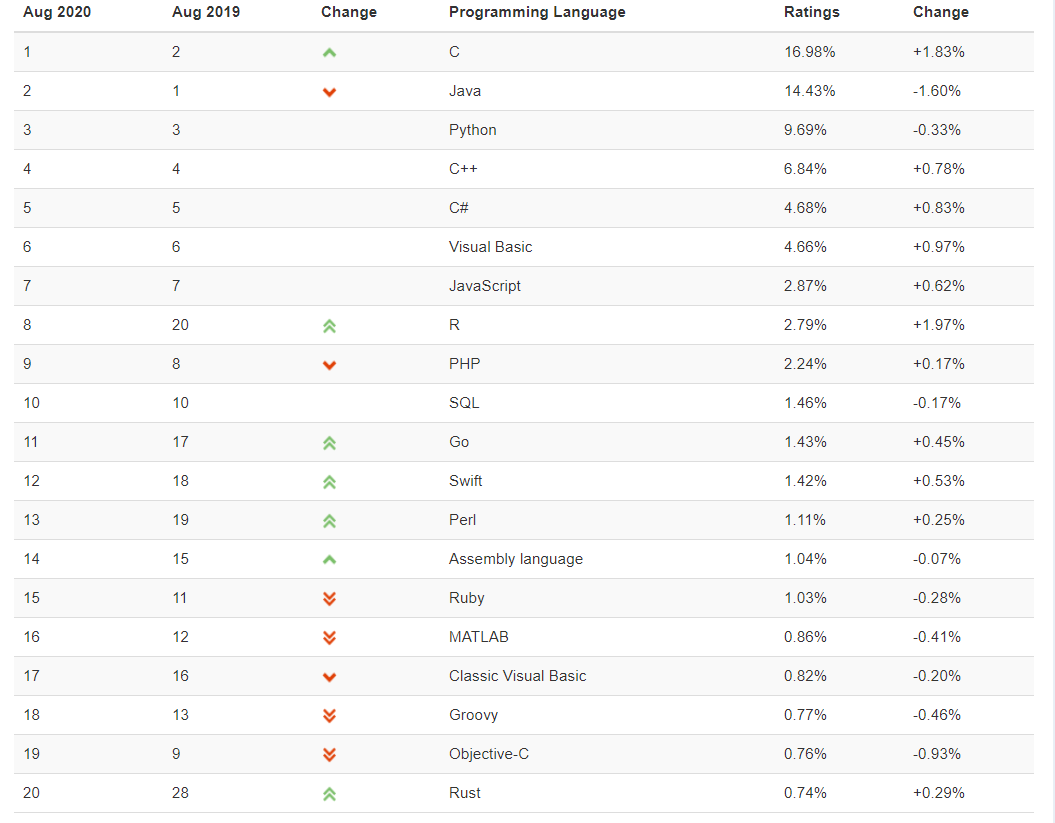 Aug 2020 Aug 2019 Change Programming Language Ratings Change
1 2 C 16.98% +1.83%
2 1 Java 14.43% -1.60%
3 3 Python 9.69% -0.33%
4 4 C++ 6.84% +0.78%
5 5 C# 4.68% +0.83%
6 6 Visual Basic 4.66% +0.97%
7 7 JavaScript 2.87% +0.62%
8 20 R 2.79% +1.97%
9 8 PHP 2.24% +0.17%
10 10 SQL 1.46% -0.17%
11 17 Go 1.43% +0.45%
12 18 Swift 1.42% +0.53%
13 19 Perl 1.11% +0.25%
14 15 Assembly language 1.04% -0.07%
15 11 Ruby 1.03% -0.28%
16 12 MATLAB 0.86% -0.41%
17 16 Classic Visual Basic 0.82% -0.20%
18 13 Groovy 0.77% -0.46%
19 9 Objective-C 0.76% -0.93%
20 28 Rust 0.74% +0.29%